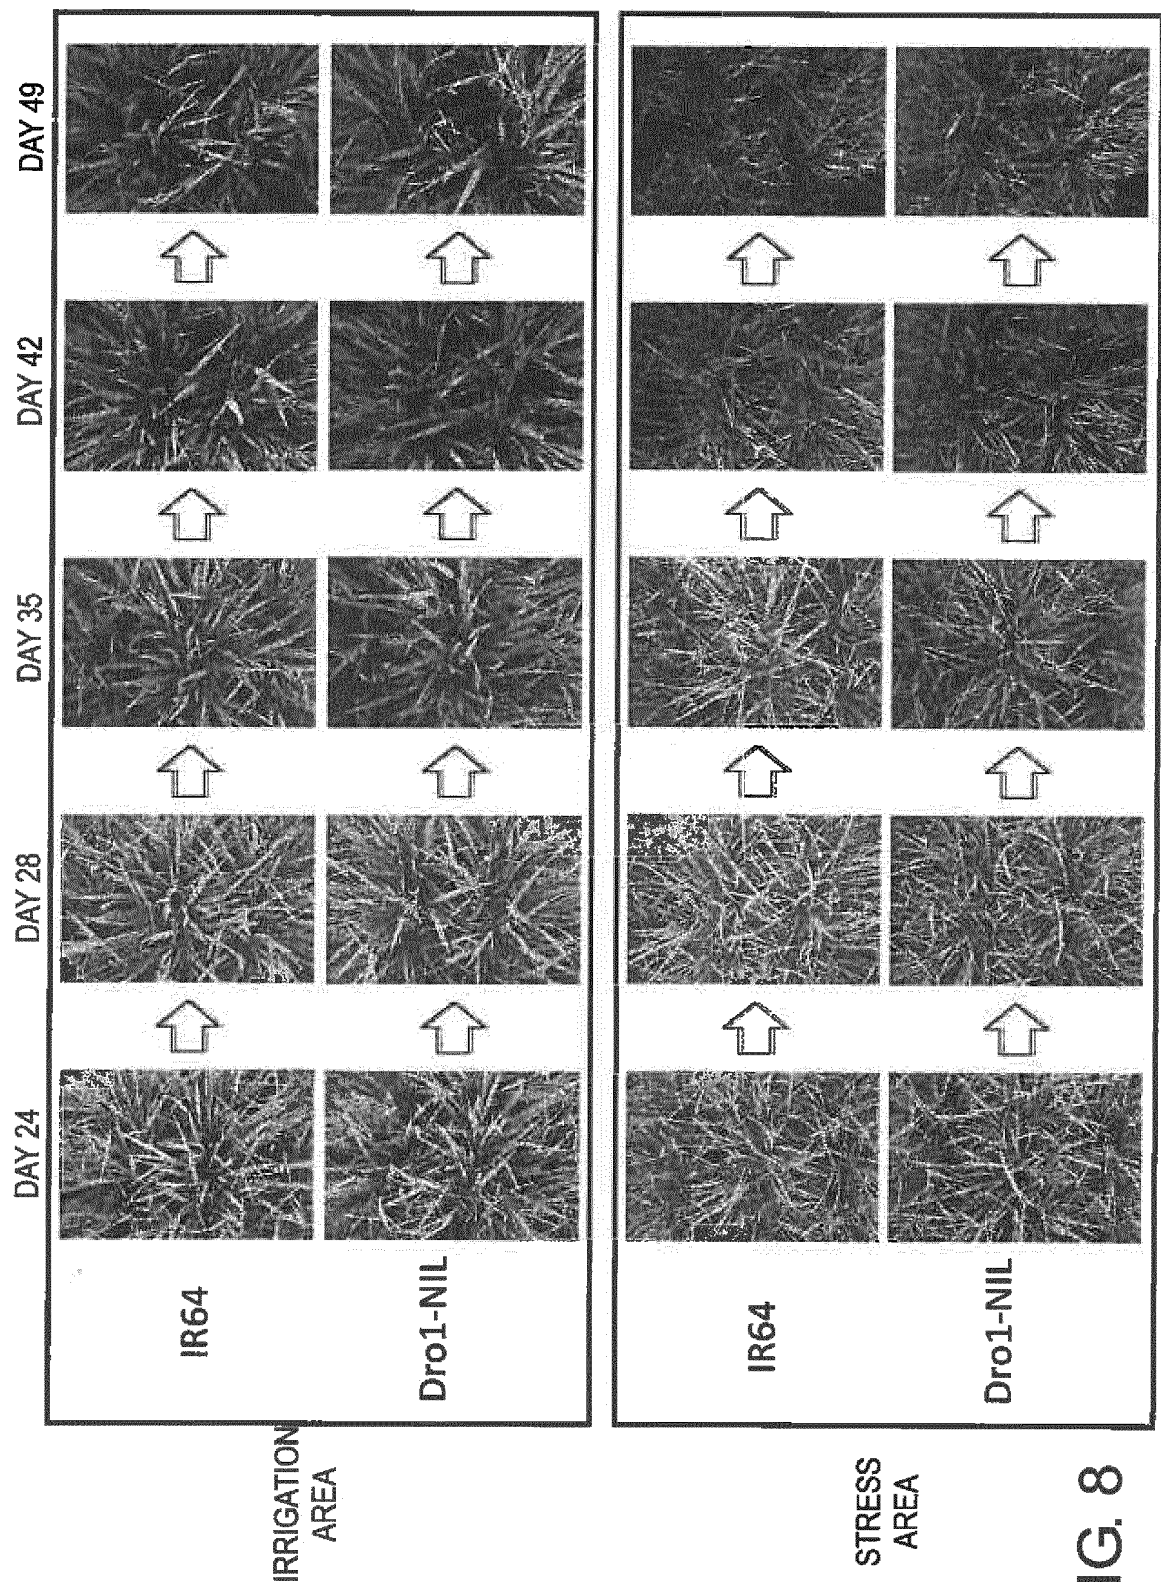 DAY 24
DAY 28
DAY 35
DAY 42
DAY 49
IRRIGATION
AREA
IR64
Dro1-NIL
STRESS
AREA
IR64
Dro1-NIL
IG. 8